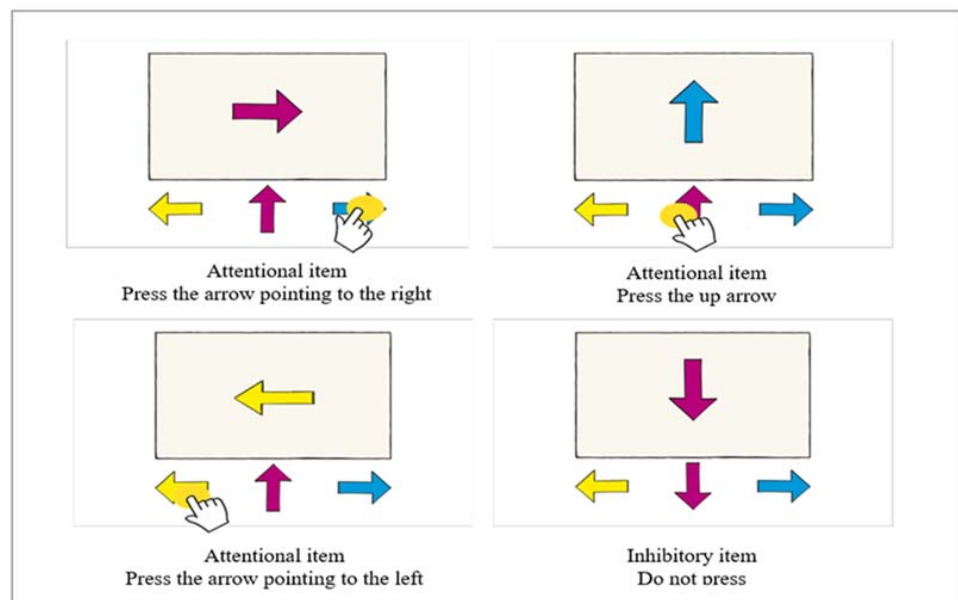 Attentional item
Press the arrow pointing to the right
Attentional item
Press the up arrow
Attentional item
Press the arrow pointing to the left
Inhibitory item
Do not press